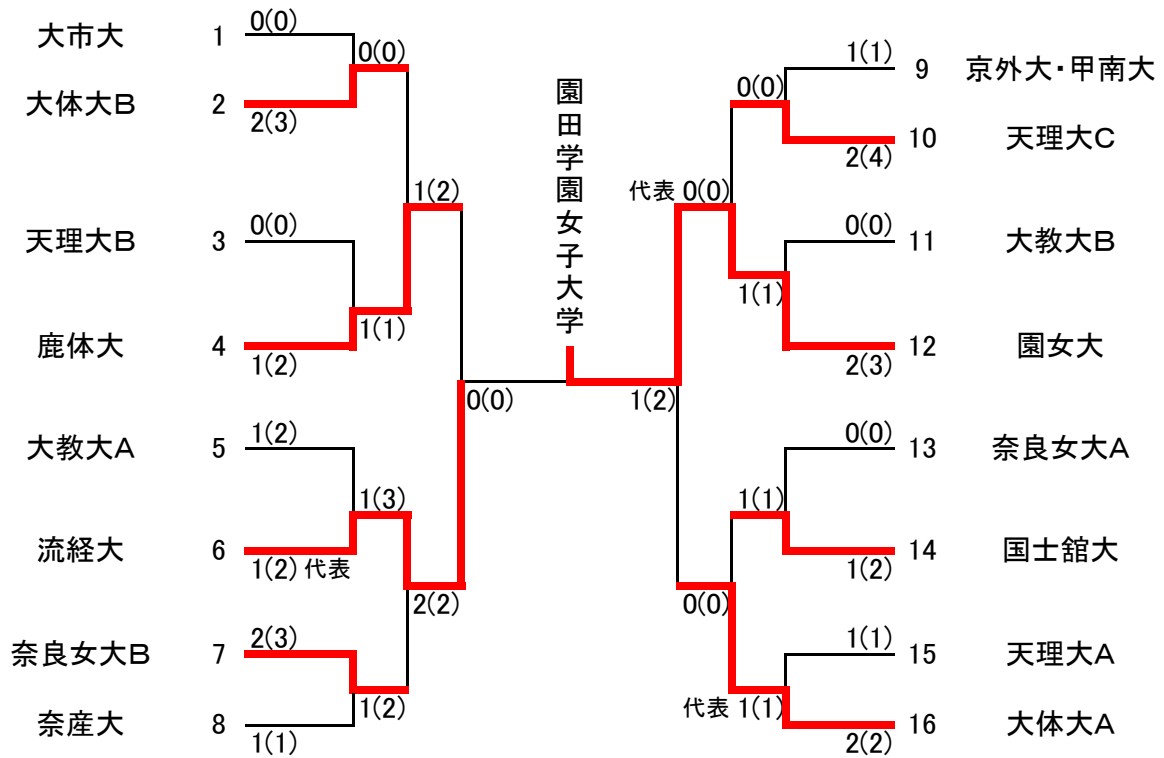 大市大 1 0(0)
0(0)
大体大B 2 2(3)
1(2)
天理大B 3 0(0)
1(1)
鹿体大 4 1(2)
0(0)
大教大A 5 1(2)
1(3)
流経大 6 1(2) 代表
2(2)
奈良女大B 7 2(3)
1(2)
奈産大 8 1(1)
園田学園女子大学
1(1) 9 京外大・甲南大
0(0)
2(4) 10 天理大C
代表 0(0)
0(0) 11 大教大B
1(1)
2(3) 12 園女大
1(2)
0(0) 13 奈良女大A
1(1)
1(2) 14 国士舘大
0(0)
1(1) 15 天理大A
代表 1(1)
2(2) 16 大体大A